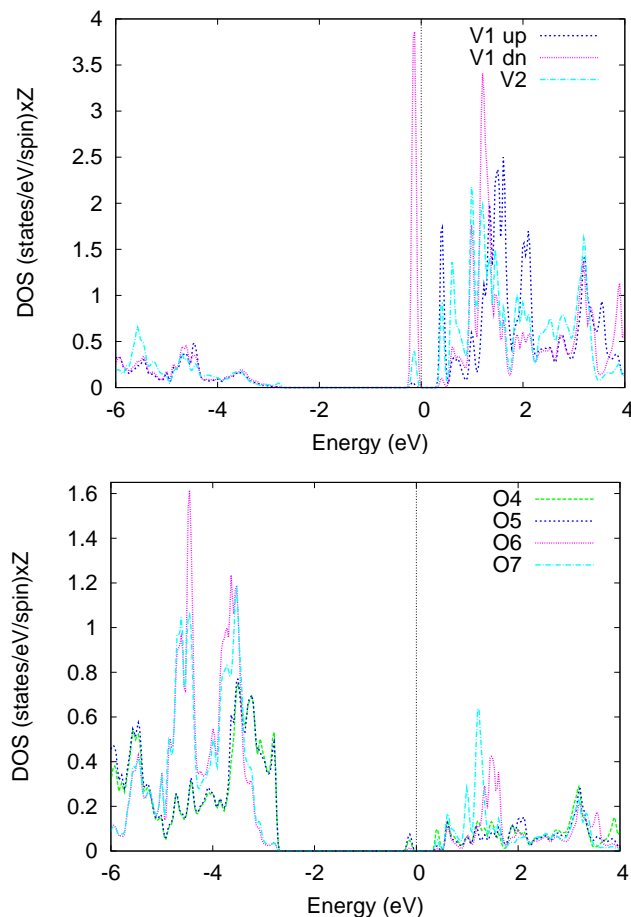 DOS (states/eV/spin)xZ
4
3.5
3
2.5
2
1.5
1
0.5
0
V1 up
V1 dn
V2
-6 -4 -2 0 2 4
Energy (eV)
DOS (states/eV/spin)xZ
1.6
1.4
1.2
1
0.8
0.6
0.4
0.2
0
O4
O5
O6
O7
-6 -4 -2 0 2 4
Energy (eV)